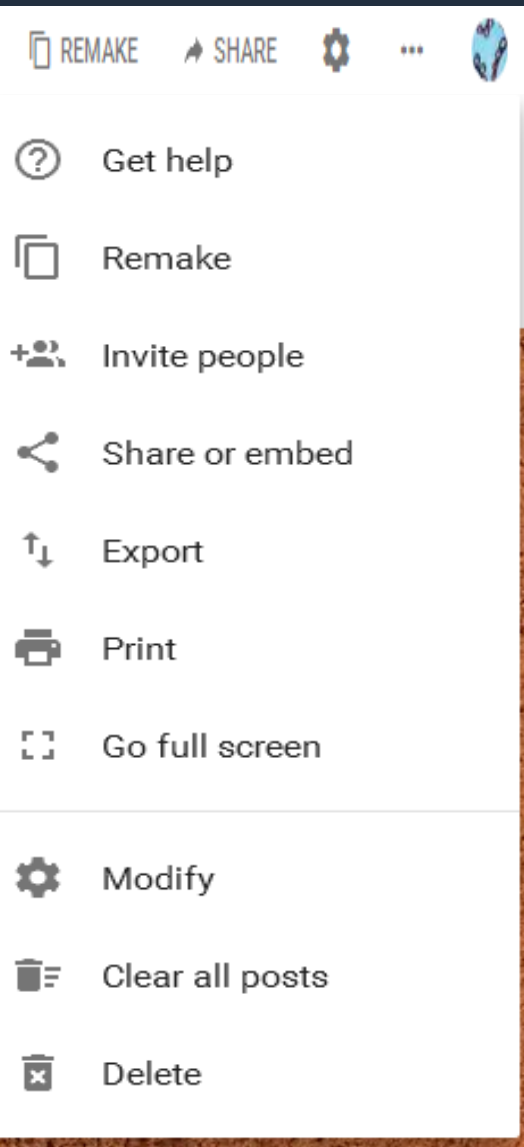 REMAKE SHARE
Get help
Remake
Invite people
Share or embed
Export
Print
Go full screen
Modify
Clear all posts
Delete